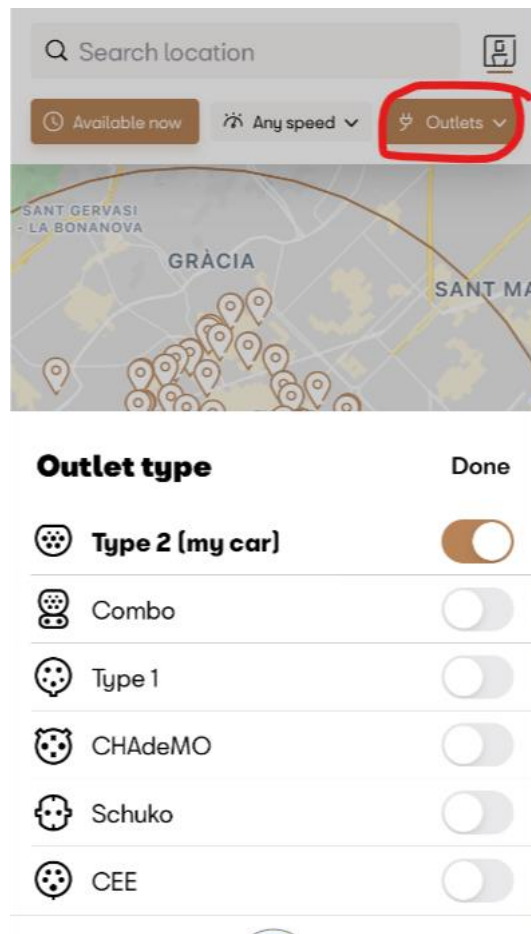 Search location
Available now Any speed Outlets
SANT GERVASI
- LA BONANOVA
GRÀCIA
SANT MA
Outlet type Done
Type 2 (my car)
Combo
Type 1
CHAdeMO
Schuko
CEE